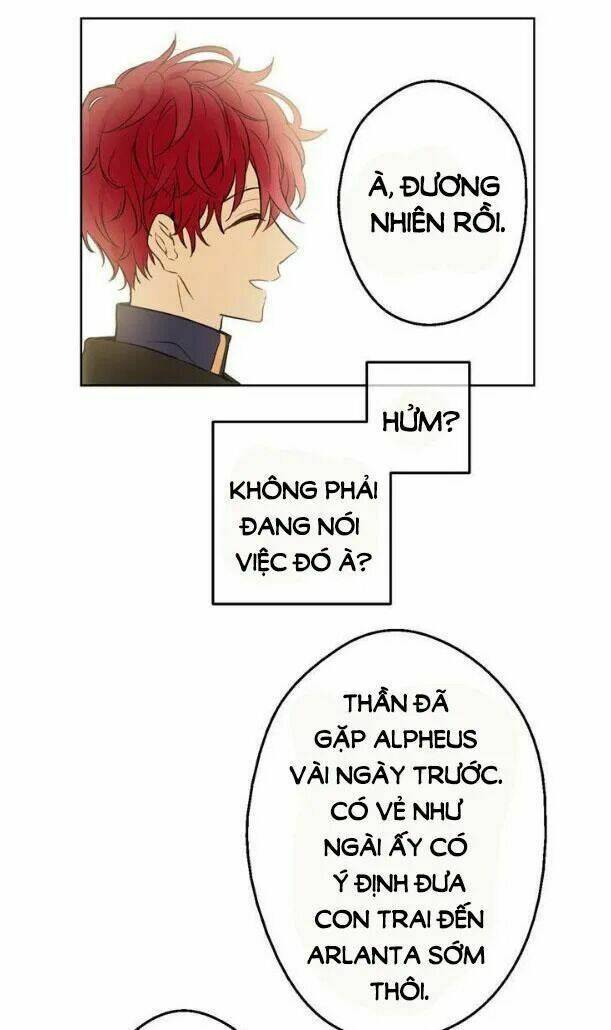 À, ĐƯƠNG
NHIÊN RỒI.
HỬM?
KHÔNG PHẢI
ĐANG NÓI
VIỆC ĐÓ À?
THẦN ĐÃ
GẶP ALPHEUS
VÀI NGÀY TRƯỚC.
CÓ VẺ NHƯ
NGÀI ẤY CÓ
Ý ĐỊNH ĐƯA
CON TRAI ĐẾN
ARLANTA SỚM
THÔI.